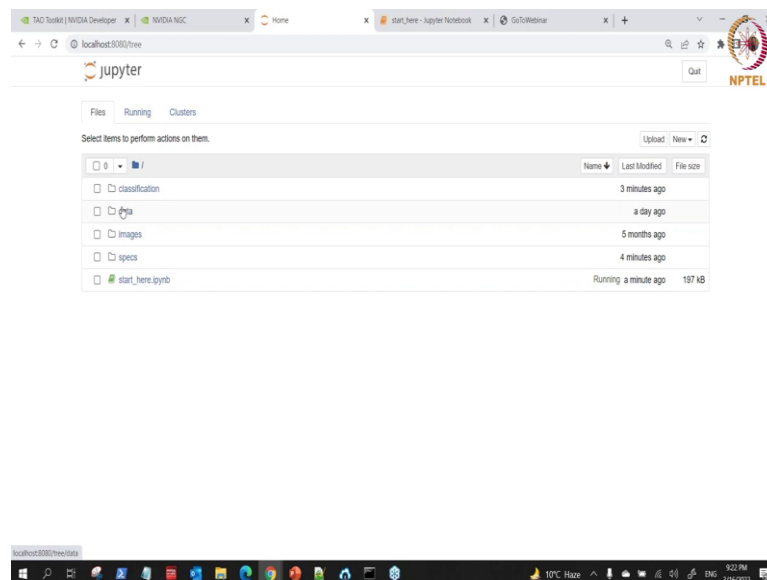 TAO Toolkit | NVIDIA Developer x NVIDIA NGC x Home x start_here - Jupyter Notebook x GoToWebinar x +
localhost:8080/tree
jupyter Quit
NPTEL
Files Running Clusters
Select items to perform actions on them. Upload New
0 / Name Last Modified File size
classification 3 minutes ago
data a day ago
images 5 months ago
specs 4 minutes ago
start_here.ipynb Running a minute ago 197 kB
localhost:8080/tree/data
10°C Haze ENG 9:22 PM